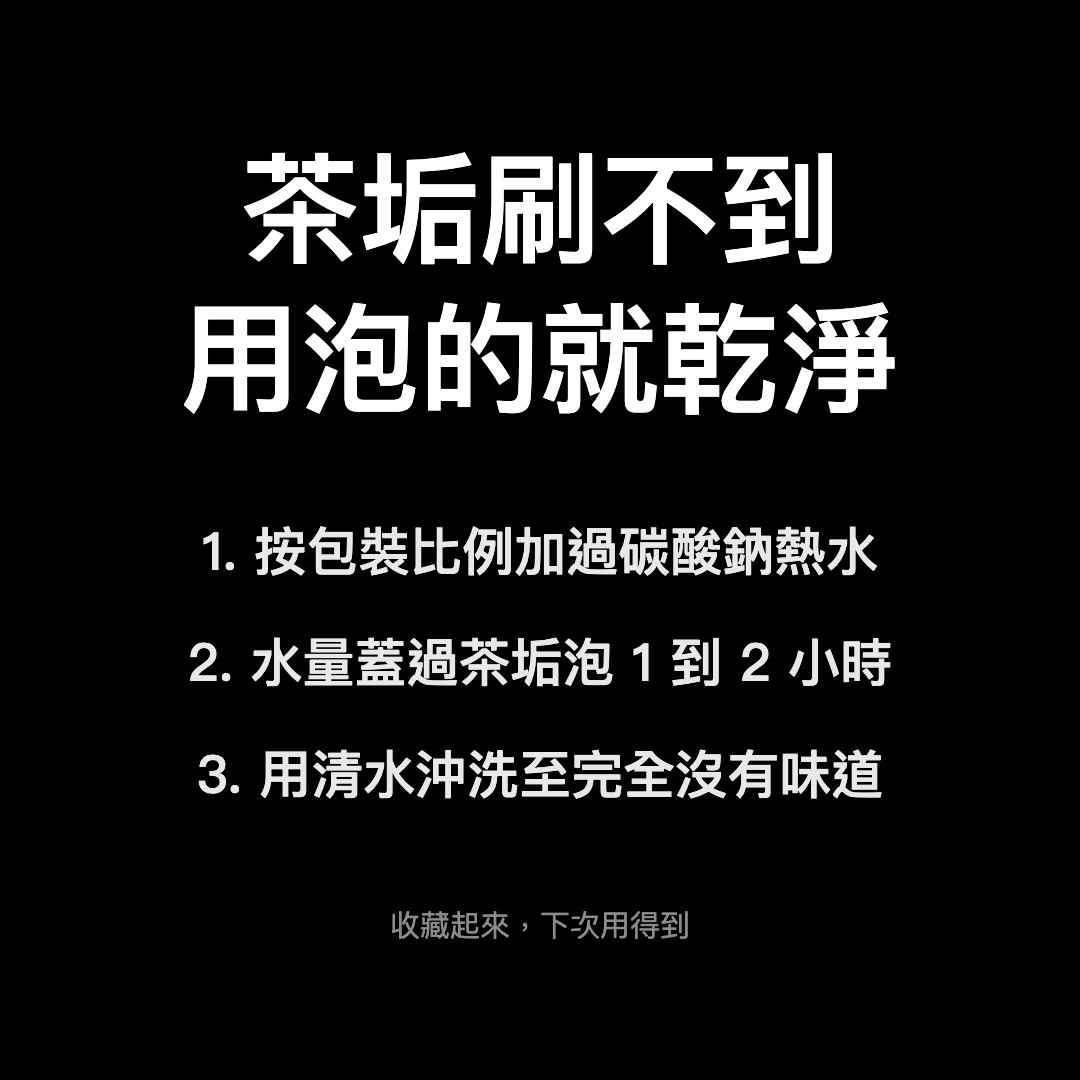 茶垢刷不到
用泡的就乾淨
1. 按包裝比例加過碳酸鈉熱水
2. 水量蓋過茶垢泡 1 到 2 小時
3. 用清水沖洗至完全沒有味道
收藏起來，下次用得到